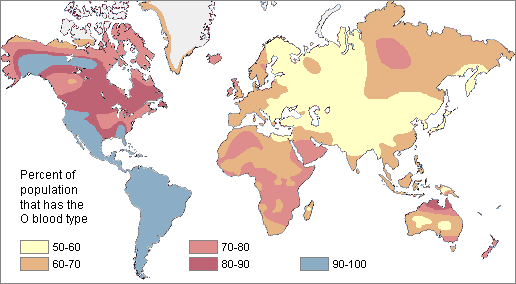 Percent of
population
that has the
O blood type
50-60
60-70
70-80
80-90
90-100